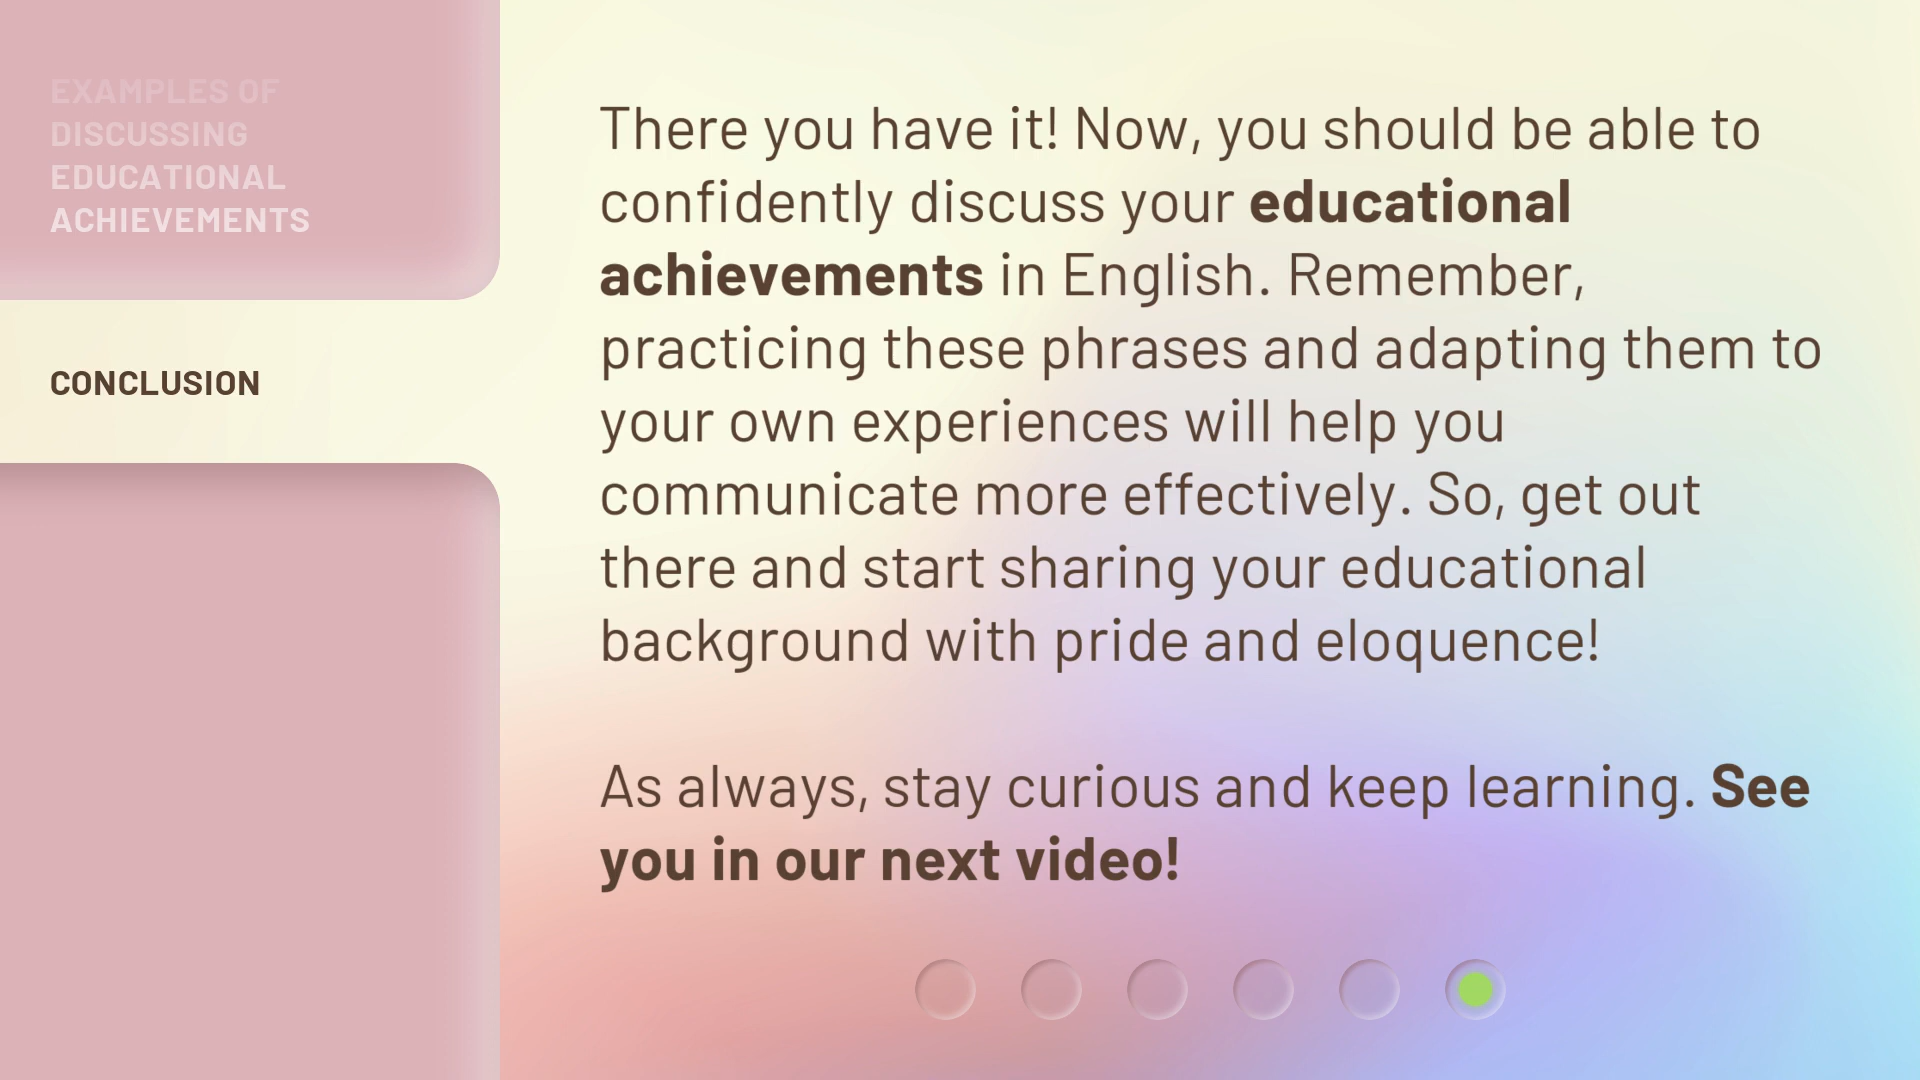 EXAMPLES OF
DISCUSSING
EDUCATIONAL
ACHIEVEMENTS
CONCLUSION
There you have it! Now, you should be able to
confidently discuss your educational
achievements in English. Remember,
practicing these phrases and adapting them to
your own experiences will help you
communicate more effectively. So, get out
there and start sharing your educational
background with pride and eloquence!
As always, stay curious and keep learning. See
you in our next video!